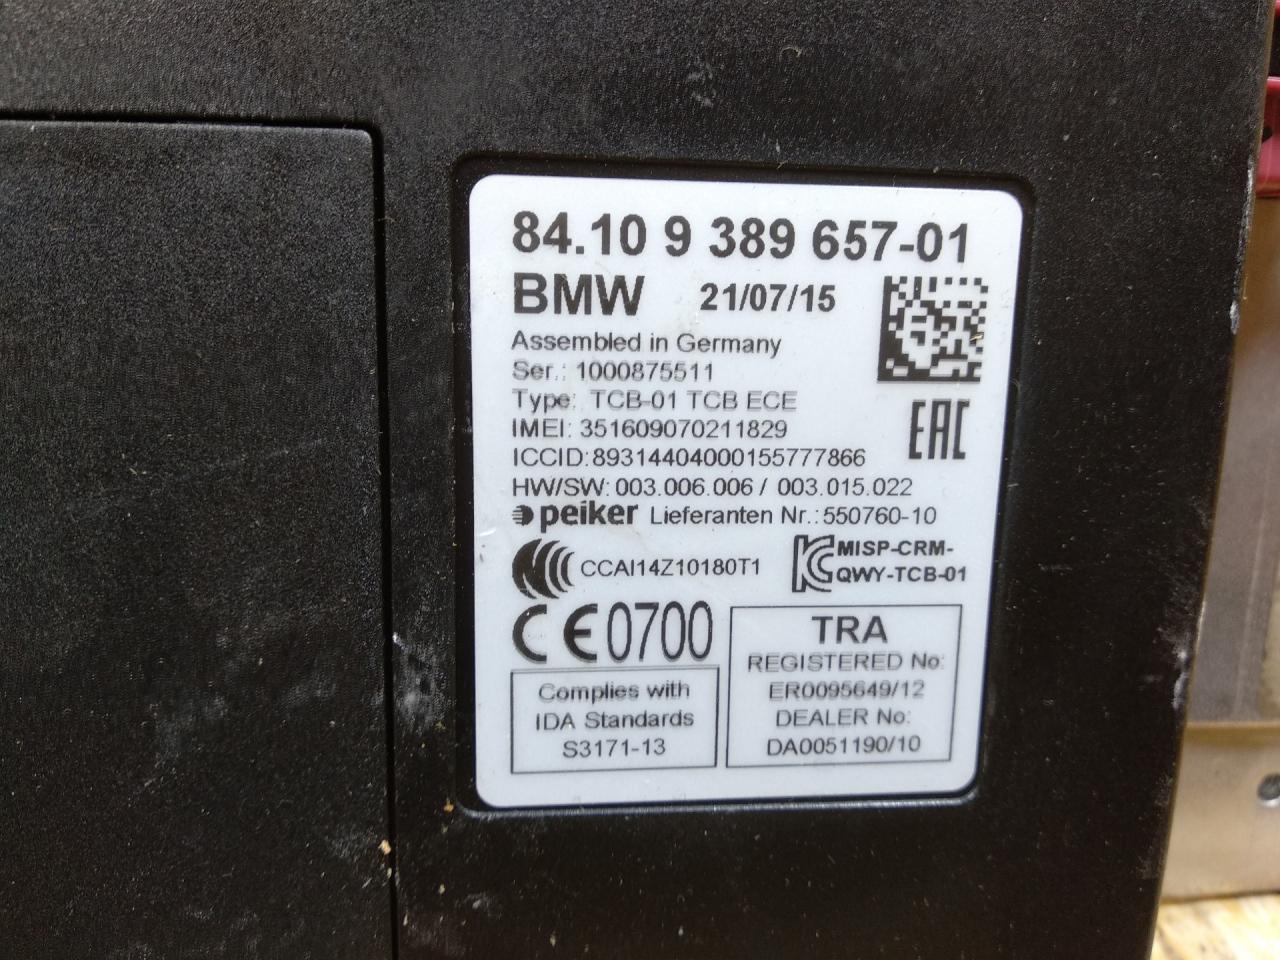 84.10 9 389 657-01
BMW 21/07/15
Assembled in Germany
Ser.: 1000875511
Type: TCB-01 TCB ECE
IMEI: 351609070211829
ICCID:89314404000155777866
HW/SW: 003.006.006 / 003.015.022
peiker Lieferanten Nr.: 550760-10
CCAI14Z10180T1
MISP-CRM-
QWY-TCB-01
CE0700
Complies with
IDA Standards
S3171-13
TRA
REGISTERED No:
ER0095649/12
DEALER No:
DA0051190/10
EAC